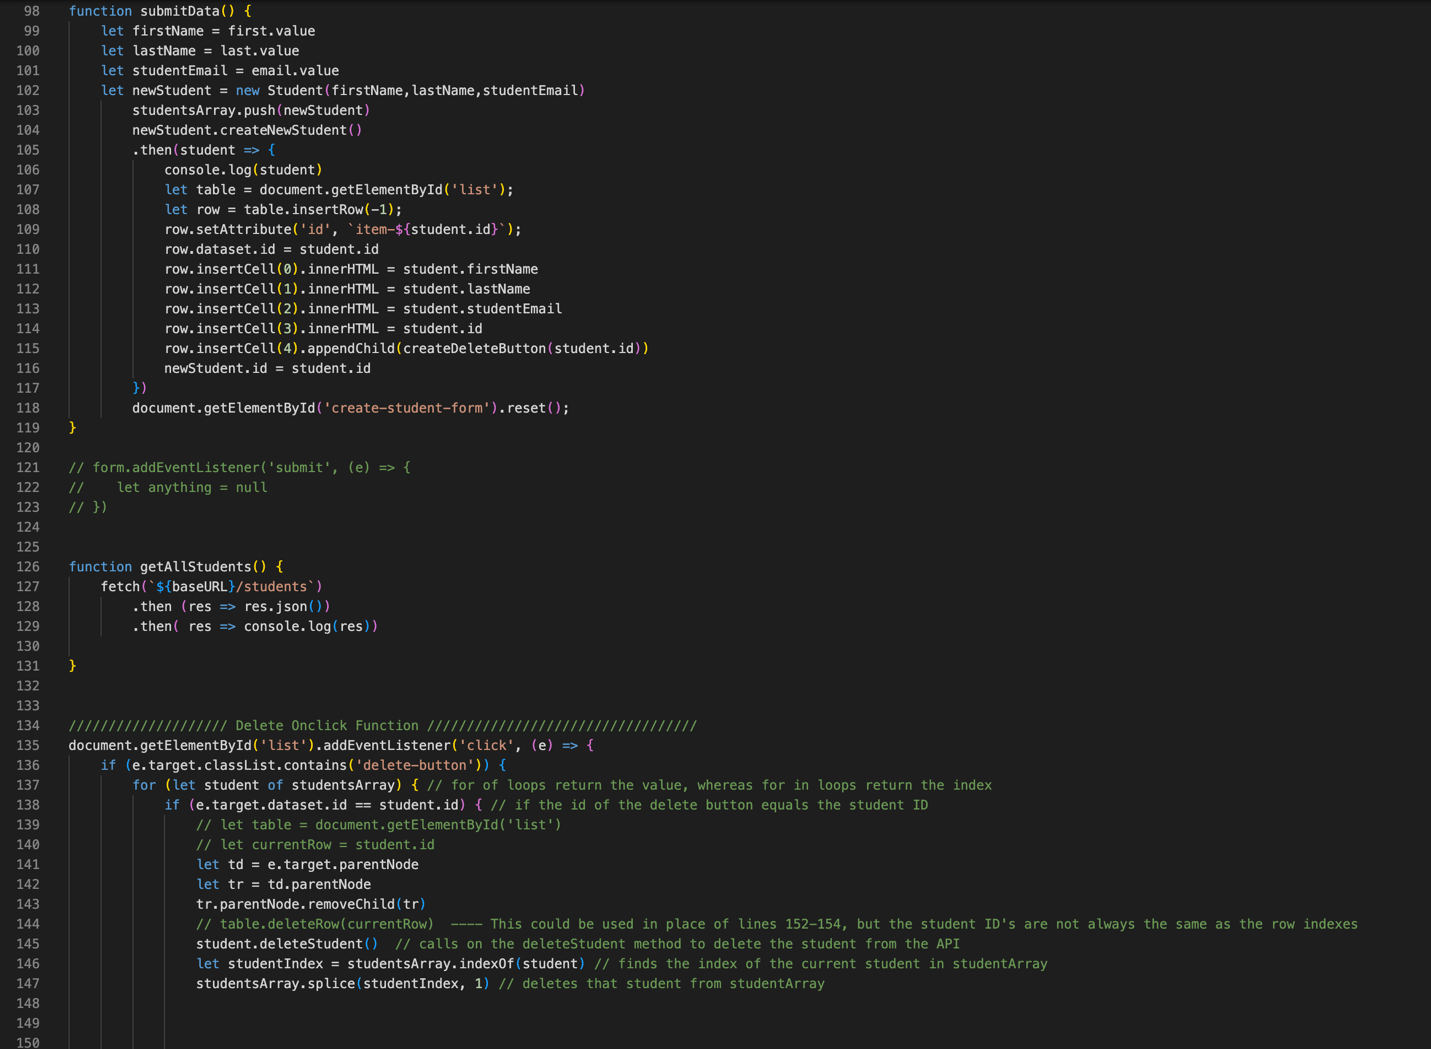 98 function submitData() {
99 let firstName = first.value
100 let lastName = last.value
101 let studentEmail = email.value
102 let newStudent = new Student(firstName,lastName,studentEmail)
103 studentsArray.push(newStudent)
104 newStudent.createNewStudent()
105 .then(student => {
106 console.log(student)
107 let table = document.getElementById('list');
108 let row = table.insertRow(-1);
109 row.setAttribute('id', `item-${student.id}`);
110 row.dataset.id = student.id
111 row.insertCell(0).innerHTML = student.firstName
112 row.insertCell(1).innerHTML = student.lastName
113 row.insertCell(2).innerHTML = student.studentEmail
114 row.insertCell(3).innerHTML = student.id
115 row.insertCell(4).appendChild(createDeleteButton(student.id))
116 newStudent.id = student.id
117 })
118 document.getElementById('create-student-form').reset();
119 }
120
121 // form.addEventListener('submit', (e) => {
122 //    let anything = null
123 // })
124
125
126 function getAllStudents() {
127 fetch(`${baseURL}/students`)
128 .then (res => res.json())
129 .then( res => console.log(res))
130
131 }
132
133
134 //////////////////// Delete Onclick Function //////////////////////////////////
135 document.getElementById('list').addEventListener('click', (e) => {
136 if (e.target.classList.contains('delete-button')) {
137 for (let student of studentsArray) { // for of loops return the value, whereas for in loops return the index
138 if (e.target.dataset.id == student.id) { // if the id of the delete button equals the student ID
139 // let table = document.getElementById('list')
140 // let currentRow = student.id
141 let td = e.target.parentNode
142 let tr = td.parentNode
143 tr.parentNode.removeChild(tr)
144 // table.deleteRow(currentRow)  ---- This could be used in place of lines 152-154, but the student ID's are not always the same as the row indexes
145 student.deleteStudent()  // calls on the deleteStudent method to delete the student from the API
146 let studentIndex = studentsArray.indexOf(student) // finds the index of the current student in studentArray
147 studentsArray.splice(studentIndex, 1) // deletes that student from studentArray
148
149
150